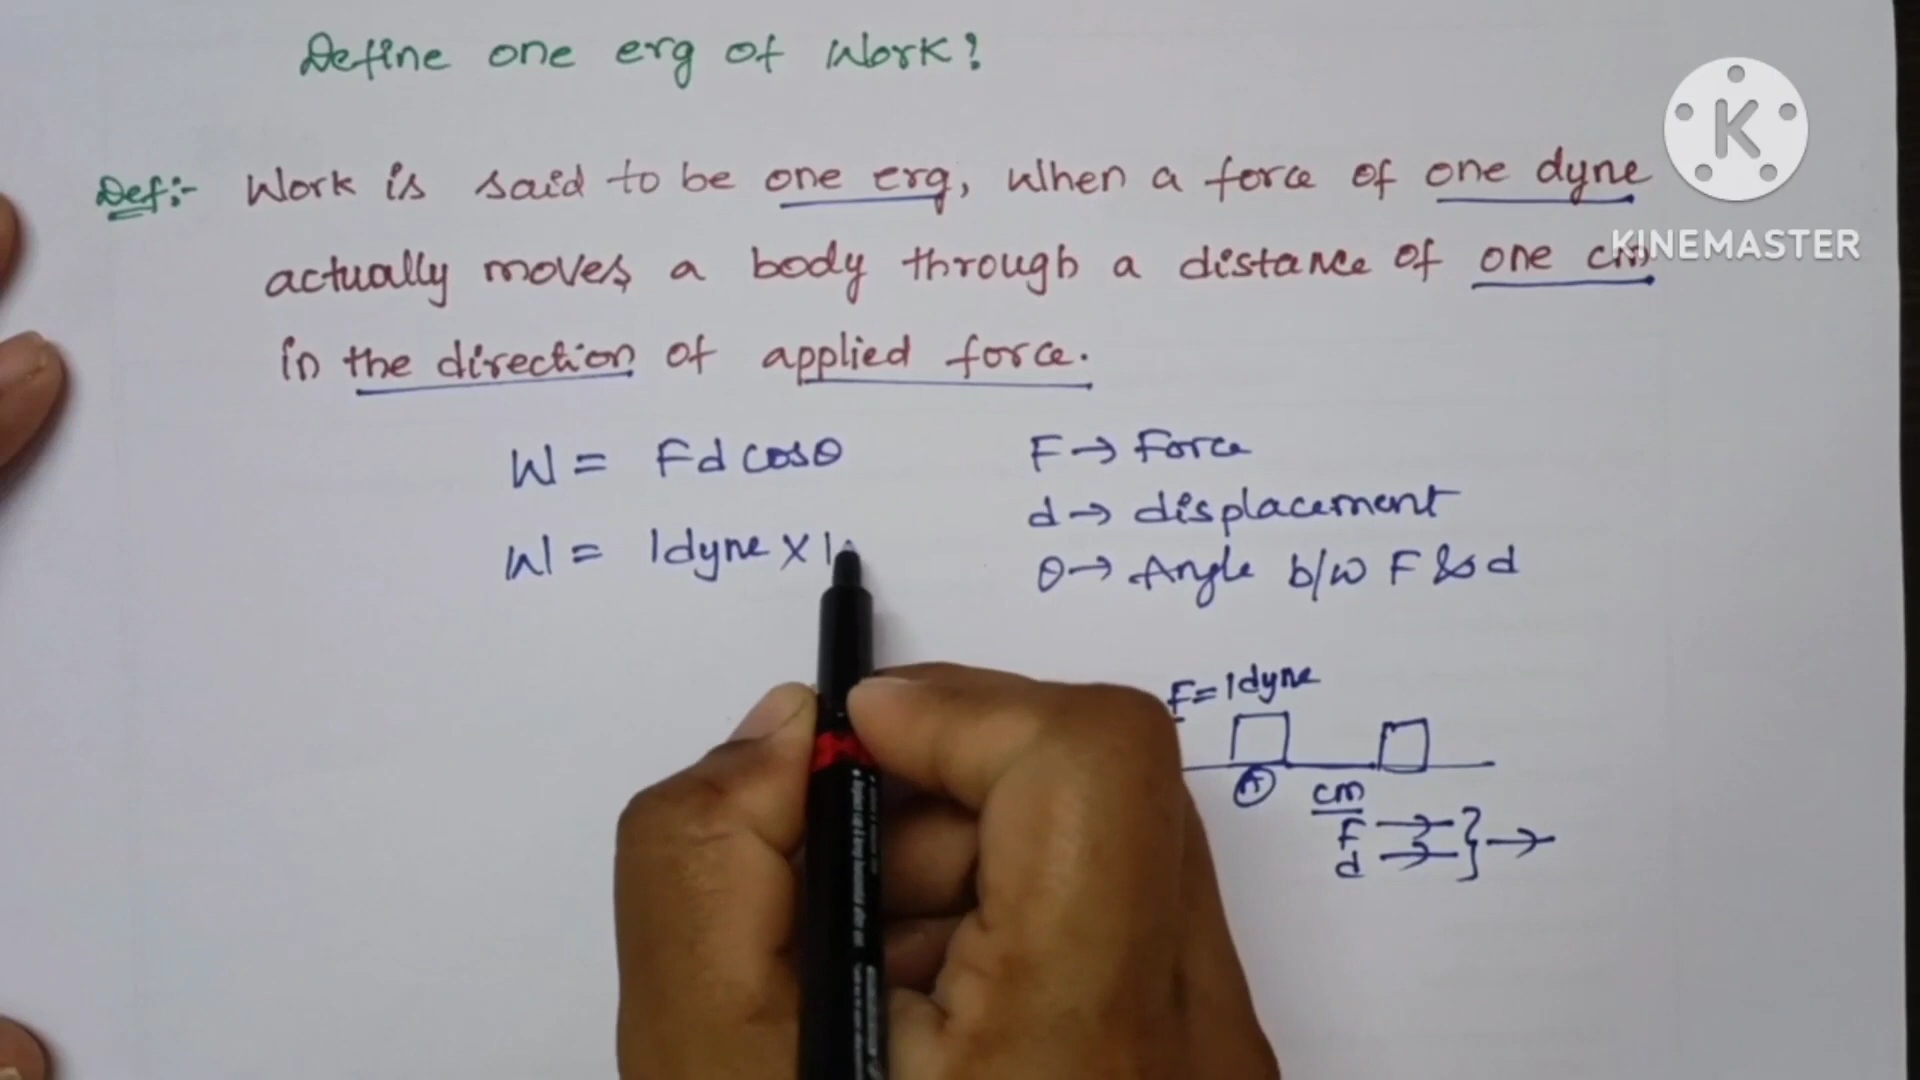 Define one erg of Work?
Def:- Work is said to be one erg, When a force of one dyne
actually moves a body through a distance of one cm
in the direction of applied force.
W = Fd cosθ
W = 1dyne × 1
F → Force
d → displacement
θ → Angle b/w F & d
F = 1dyne
A
cm
F
d
K
KINEMASTER